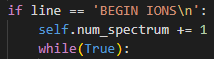 if line == 'BEGIN IONS\n':
    self.num_spectrum += 1
    while(True):